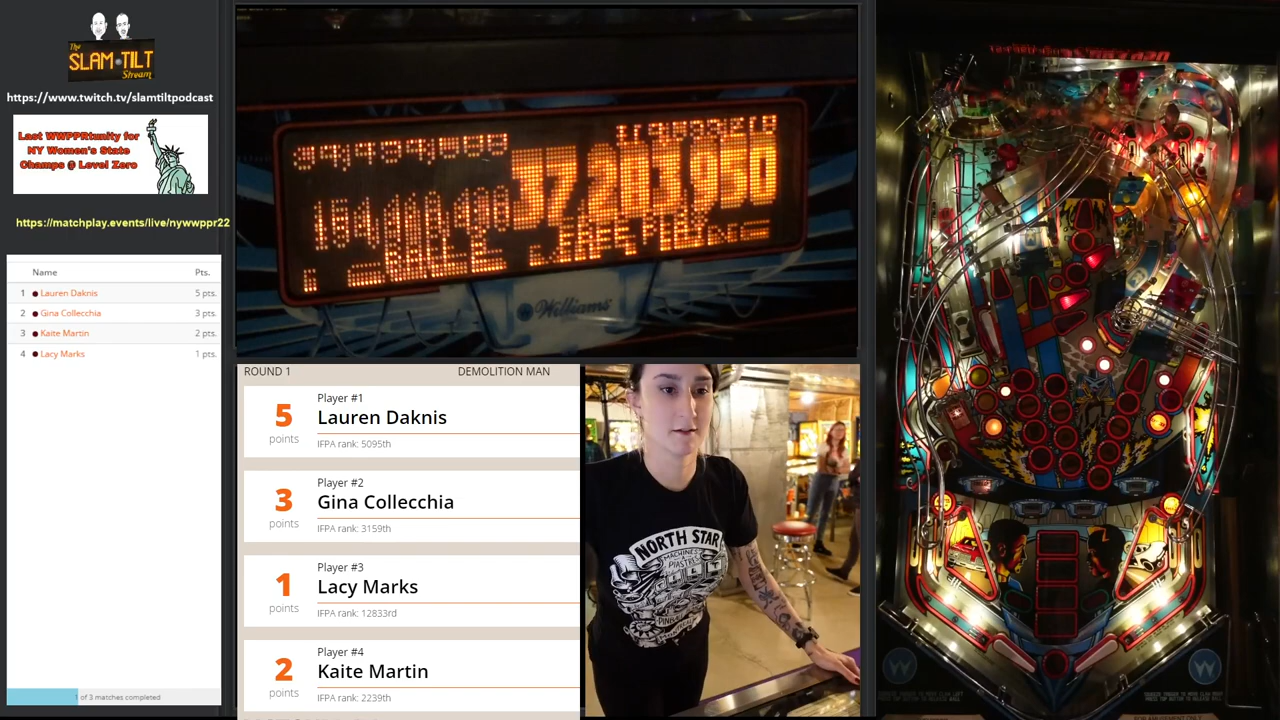 The
SLAM TILT
Stream
https://www.twitch.tv/slamtiltpodcast
Last WWPPRtunity for
NY Women's State
Champs @ Level Zero
https://matchplay.events/live/nywwppr22
Name Pts.
1 Lauren Daknis 5 pts.
2 Gina Collecchia 3 pts.
3 Kaite Martin 2 pts.
4 Lacy Marks 1 pts.
1 of 3 matches completed
37,203,950
BALL
FREE PLAY
Williams
ROUND 1 DEMOLITION MAN
5 points
Player #1
Lauren Daknis
IFPA rank: 5095th
3 points
Player #2
Gina Collecchia
IFPA rank: 3159th
1 points
Player #3
Lacy Marks
IFPA rank: 12833rd
2 points
Player #4
Kaite Martin
IFPA rank: 2239th
NORTH STAR
MACHINES
PIASTRES
W
W